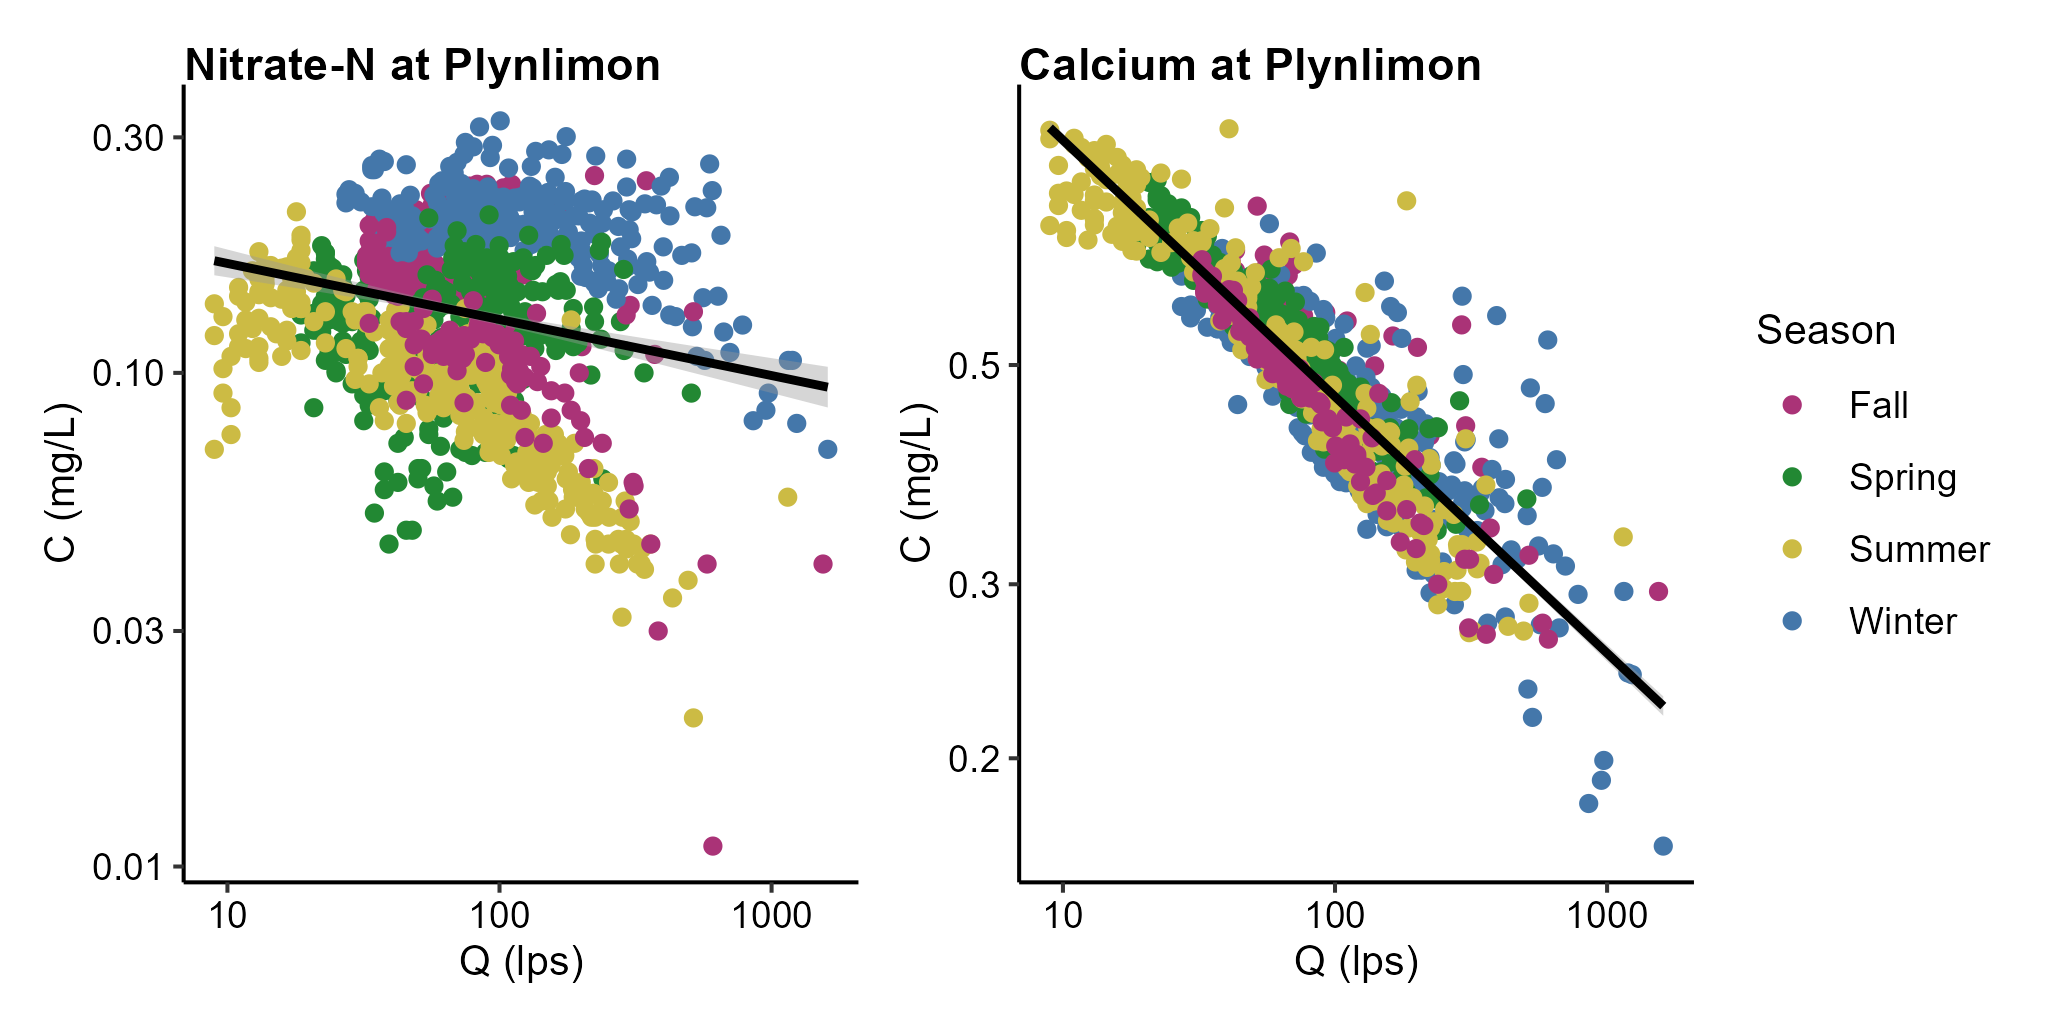 Nitrate-N at Plynlimon
0.30
0.10
0.03
0.01
C (mg/L)
10 100 1000
Q (lps)
Calcium at Plynlimon
0.5
0.3
0.2
C (mg/L)
10 100 1000
Q (lps)
Season
Fall
Spring
Summer
Winter